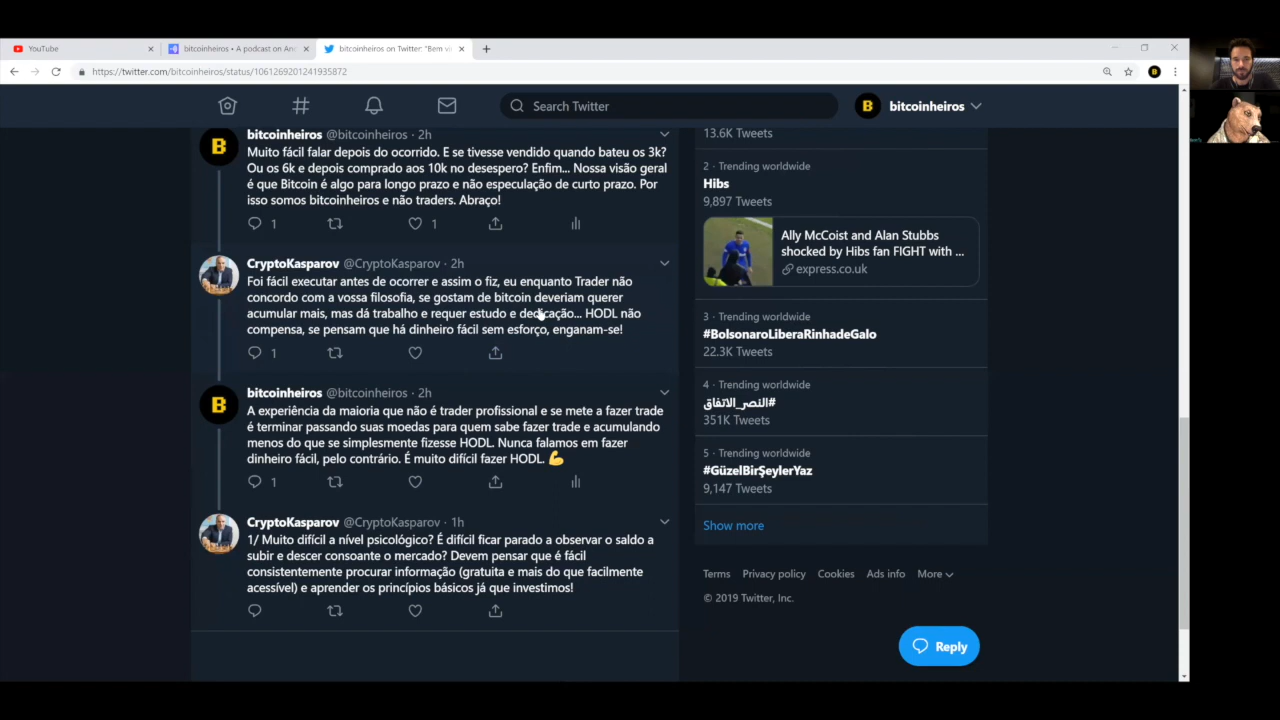 YouTube
bitcoinheiros • A podcast on Anc
bitcoinheiros on Twitter: "Bem vi
https://twitter.com/bitcoinheiros/status/1061269201241935872
Search Twitter
bitcoinheiros
bitcoinheiros @bitcoinheiros · 2h
Muito fácil falar depois do ocorrido. E se tivesse vendido quando bateu os 3k?
Ou os 6k e depois comprado aos 10k no desespero? Enfim... Nossa visão geral
é que Bitcoin é algo para longo prazo e não especulação de curto prazo. Por
isso somos bitcoinheiros e não traders. Abraço!
1 1
CryptoKasparov @CryptoKasparov · 2h
Foi fácil executar antes de ocorrer e assim o fiz, eu enquanto Trader não
concordo com a vossa filosofia, se gostam de bitcoin deveriam querer
acumular mais, mas dá trabalho e requer estudo e dedicação... HODL não
compensa, se pensam que há dinheiro fácil sem esforço, enganam-se!
1
bitcoinheiros @bitcoinheiros · 2h
A experiência da maioria que não é trader profissional e se mete a fazer trade
é terminar passando suas moedas para quem sabe fazer trade e acumulando
menos do que se simplesmente fizesse HODL. Nunca falamos em fazer
dinheiro fácil, pelo contrário. É muito difícil fazer HODL. 💪
1
CryptoKasparov @CryptoKasparov · 1h
1/ Muito difícil a nível psicológico? É difícil ficar parado a observar o saldo a
subir e descer consoante o mercado? Devem pensar que é fácil
consistentemente procurar informação (gratuita e mais do que facilmente
acessível) e aprender os princípios básicos já que investimos!
13.6K Tweets
2 · Trending worldwide
Hibs
9,897 Tweets
Ally McCoist and Alan Stubbs
shocked by Hibs fan FIGHT with ...
express.co.uk
3 · Trending worldwide
#BolsonaroLiberaRinhadeGalo
22.3K Tweets
4 · Trending worldwide
#النصر_الاتفاق
351K Tweets
5 · Trending worldwide
#GüzelBirŞeylerYaz
9,147 Tweets
Show more
Terms Privacy policy Cookies Ads info More
© 2019 Twitter, Inc.
Reply